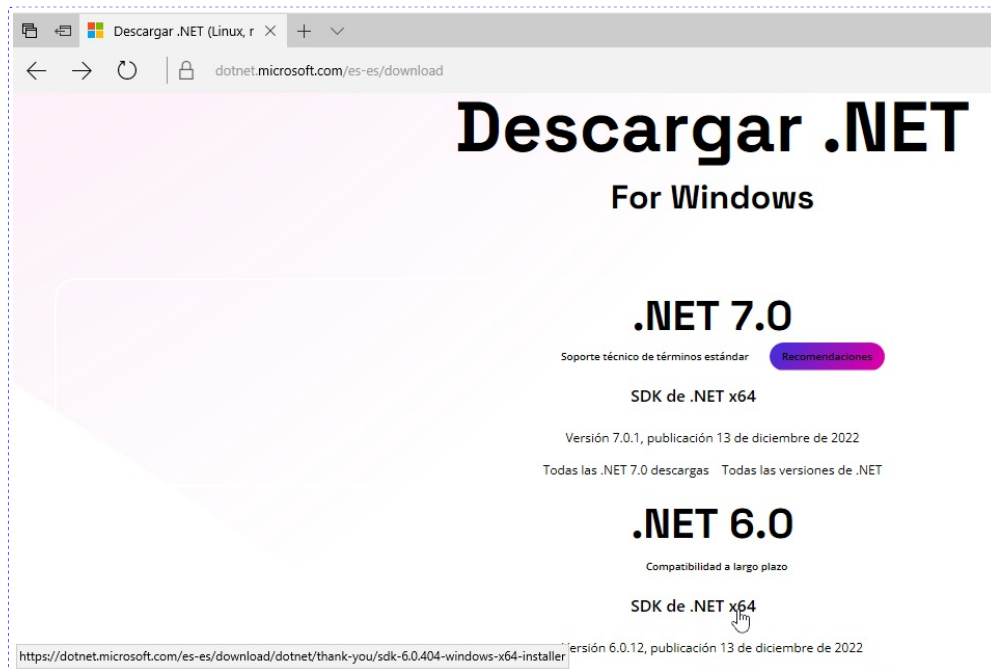 Descargar .NET (Linux, r
dotnet.microsoft.com/es-es/download
Descargar .NET
For Windows
.NET 7.0
Soporte técnico de términos estándar Recomendaciones
SDK de .NET x64
Versión 7.0.1, publicación 13 de diciembre de 2022
Todas las .NET 7.0 descargas Todas las versiones de .NET
.NET 6.0
Compatibilidad a largo plazo
SDK de .NET x64
https://dotnet.microsoft.com/es-es/download/dotnet/thank-you/sdk-6.0.404-windows-x64-installer
ersión 6.0.12, publicación 13 de diciembre de 2022